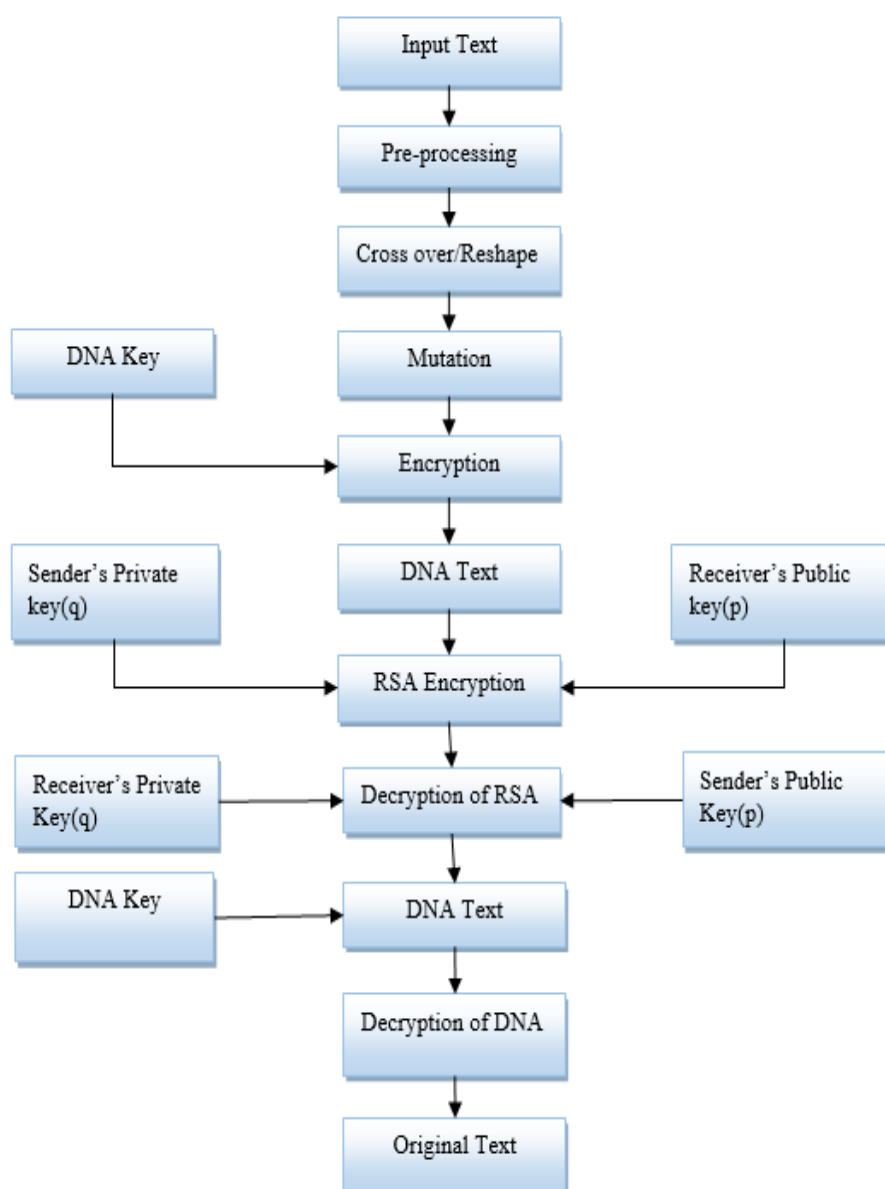 Input Text
Pre-processing
Cross over/Reshape
DNA Key
Mutation
Encryption
Sender’s Private
key(q)
DNA Text
Receiver’s Public
key(p)
RSA Encryption
Receiver’s Private
Key(q)
Decryption of RSA
Sender’s Public
Key(p)
DNA Key
DNA Text
Decryption of DNA
Original Text